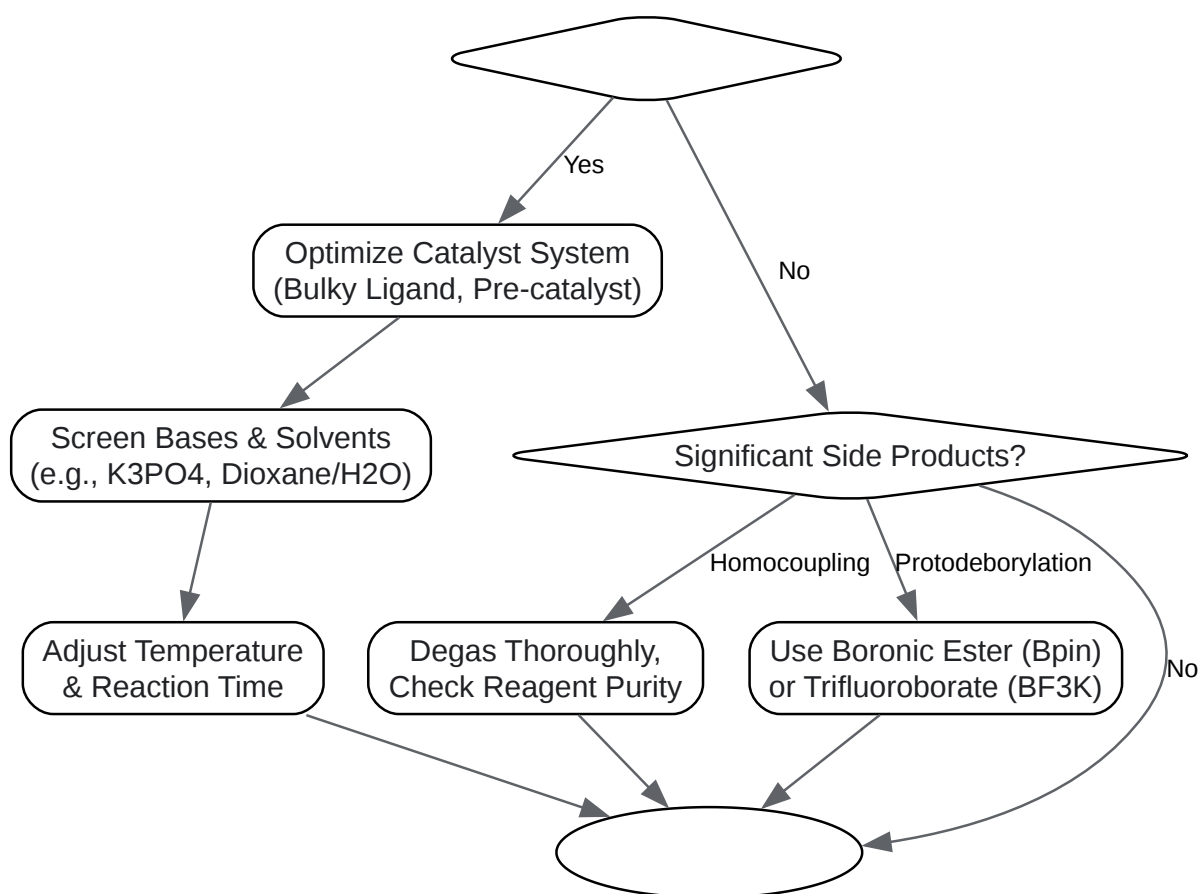 Yes
Optimize Catalyst System
(Bulky Ligand, Pre-catalyst)
No
Screen Bases & Solvents
(e.g., K3PO4, Dioxane/H2O)
Significant Side Products?
Homocoupling
Protodeborylation
Adjust Temperature
& Reaction Time
Degas Thoroughly,
Check Reagent Purity
Use Boronic Ester (Bpin)
or Trifluoroborate (BF3K)
No